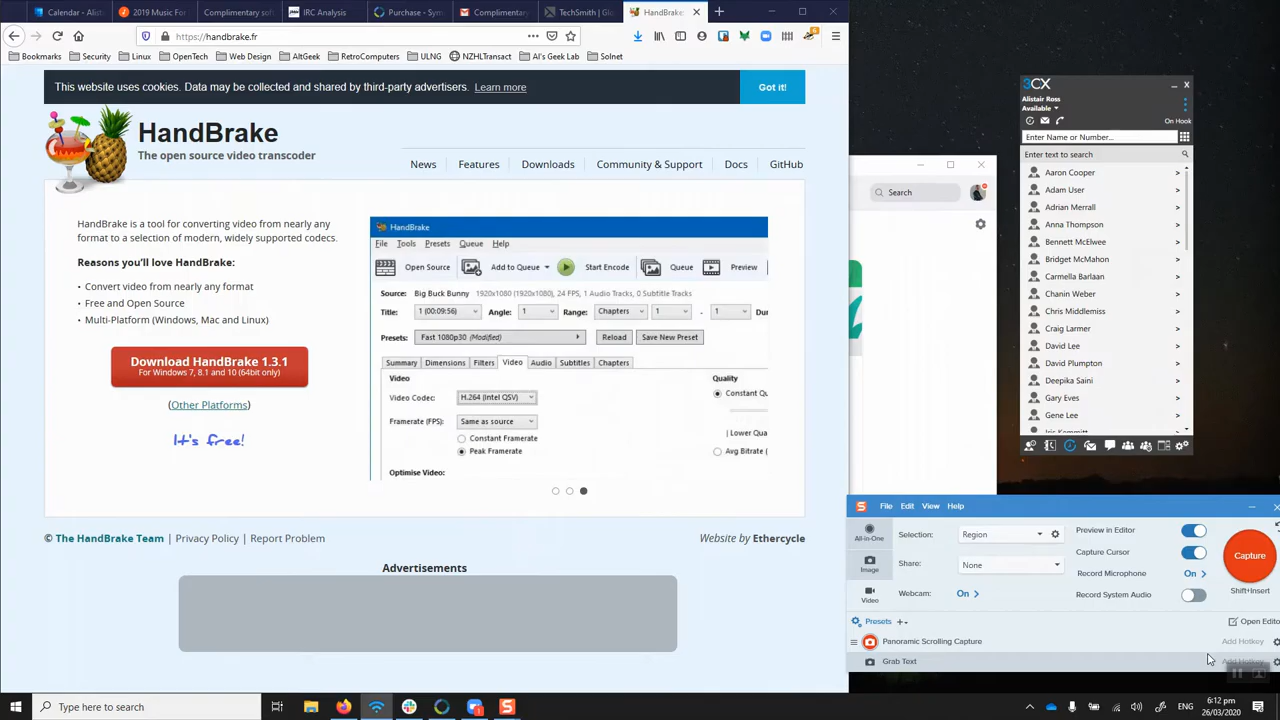 Calendar - Alist
2019 Music For
Complimentary soft
IRC Analysis
Purchase - Sym
Complimentary
TechSmith | Glo
HandBrake:
https://handbrake.fr
Bookmarks
Security
Linux
OpenTech
Web Design
AltGeek
RetroComputers
ULNG
NZHLTransact
Al's Geek Lab
Solnet
This website uses cookies. Data may be collected and shared by third-party advertisers. Learn more
Got it!
HandBrake
The open source video transcoder
News
Features
Downloads
Community & Support
Docs
GitHub
HandBrake is a tool for converting video from nearly any
format to a selection of modern, widely supported codecs.
Reasons you'll love HandBrake:
• Convert video from nearly any format
• Free and Open Source
• Multi-Platform (Windows, Mac and Linux)
Download HandBrake 1.3.1
For Windows 7, 8.1 and 10 (64bit only)
(Other Platforms)
It's free!
HandBrake
File Tools Presets Queue Help
Open Source
Add to Queue
Start Encode
Queue
Preview
Source: Big Buck Bunny 1920x1080 (1920x1080), 24 FPS, 1 Audio Tracks, 0 Subtitle Tracks
Title: 1 (00:09:56) Angle: 1 Range: Chapters 1 - 1 Dur
Presets: Fast 1080p30 (Modified) Reload Save New Preset
Summary Dimensions Filters Video Audio Subtitles Chapters
Video
Quality
Video Codec: H.264 (Intel QSV)
Constant Qu
Framerate (FPS): Same as source
Constant Framerate
| Lower Qua
Peak Framerate
Avg Bitrate (
Optimise Video:
© The HandBrake Team | Privacy Policy | Report Problem
Website by Ethercycle
Advertisements
Search
3CX
Alistair Ross
Available
On Hook
Enter Name or Number...
Enter text to search
Aaron Cooper
Adam User
Adrian Merrall
Anna Thompson
Bennett McElwee
Bridget McMahon
Carmella Barlaan
Chanin Weber
Chris Middlemiss
Craig Larmer
David Lee
David Plumpton
Deepika Saini
Gary Eves
Gene Lee
S
File Edit View Help
All-in-One
Image
Video
Selection: Region
Share: None
Webcam: On
Preview in Editor
Capture Cursor
Record Microphone On
Record System Audio
Capture
Shift+Insert
Presets
Open Editor
Panoramic Scrolling Capture
Add Hotkey
Grab Text
Add Hotkey
Type here to search
S
ENG
6:12 pm
26/03/2020